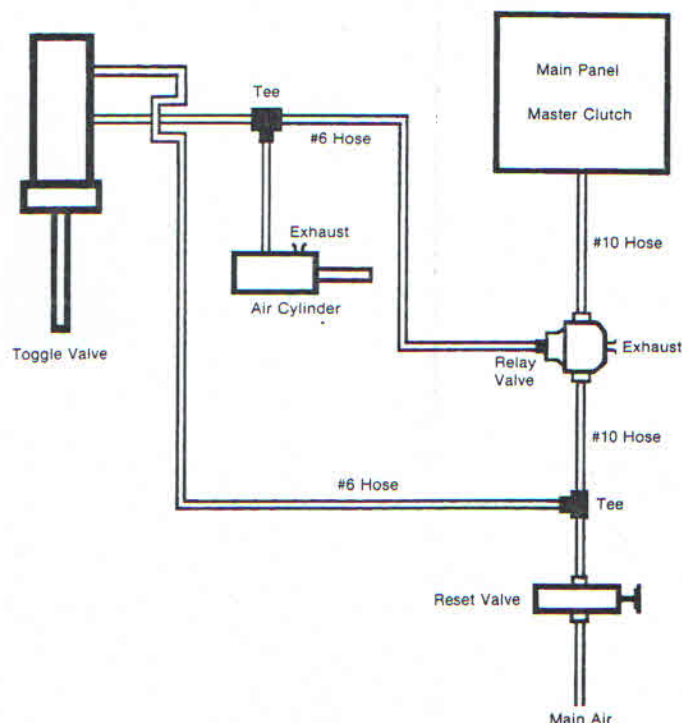 Main Panel
Master Clutch
Tee
#6 Hose
#10 Hose
Exhaust
Air Cylinder
Toggle Valve
Relay
Valve
Exhaust
#10 Hose
#6 Hose
Tee
Reset Valve
Main Air